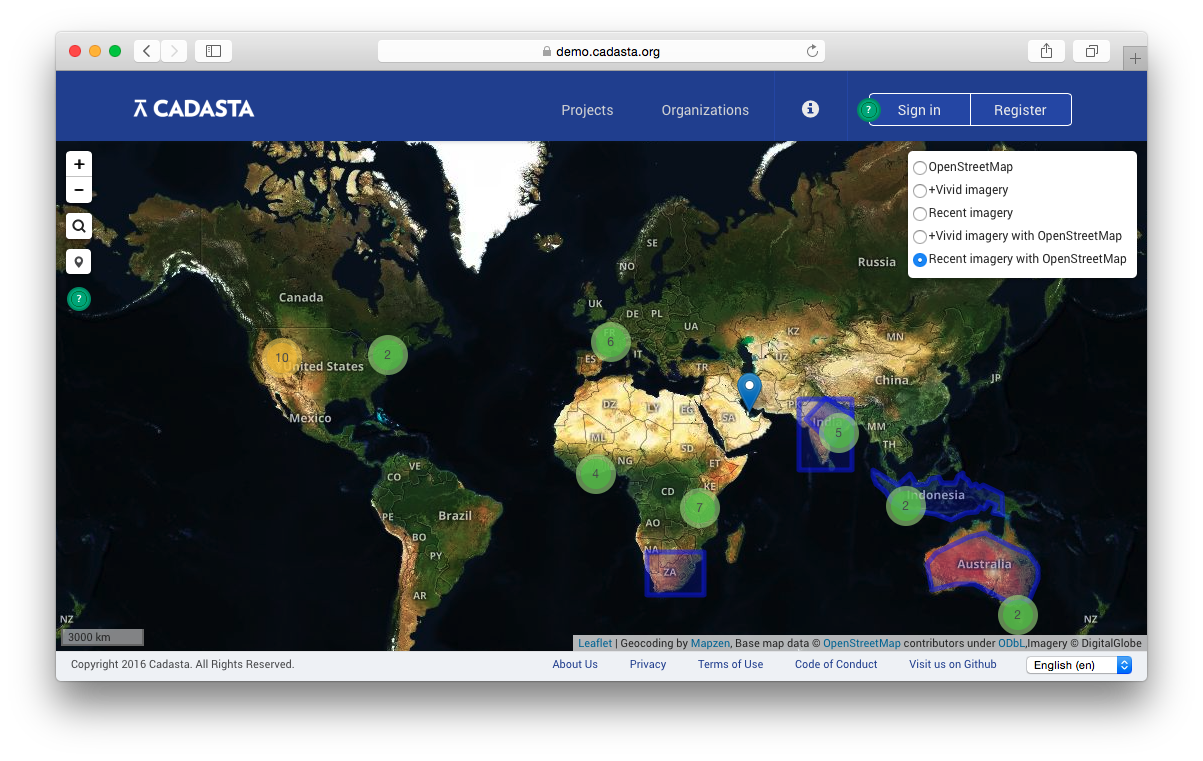 demo.cadasta.org
CADASTA
Projects
Organizations
?
Sign in
Register
+
−
?
OpenStreetMap
+Vivid imagery
Recent imagery
+Vivid imagery with OpenStreetMap
Recent imagery with OpenStreetMap
SE
NO
Russia
Canada
UK
DE
PL
UA
KZ
MN
FR
6
IT
ES
TR
UZ
10
United States
2
China
JP
Mexico
DZ
LY
EG
SA
India
5
MM
TH
ML
NG
SD
ET
VE
CO
4
KE
CD
7
2
Indonesia
PE
Brazil
AO
BO
NA
PY
ZA
Australia
AR
2
NZ
NZ
3000 km
Leaflet | Geocoding by Mapzen, Base map data © OpenStreetMap contributors under ODbL,Imagery © DigitalGlobe
Copyright 2016 Cadasta. All Rights Reserved.
About Us
Privacy
Terms of Use
Code of Conduct
Visit us on Github
English (en)